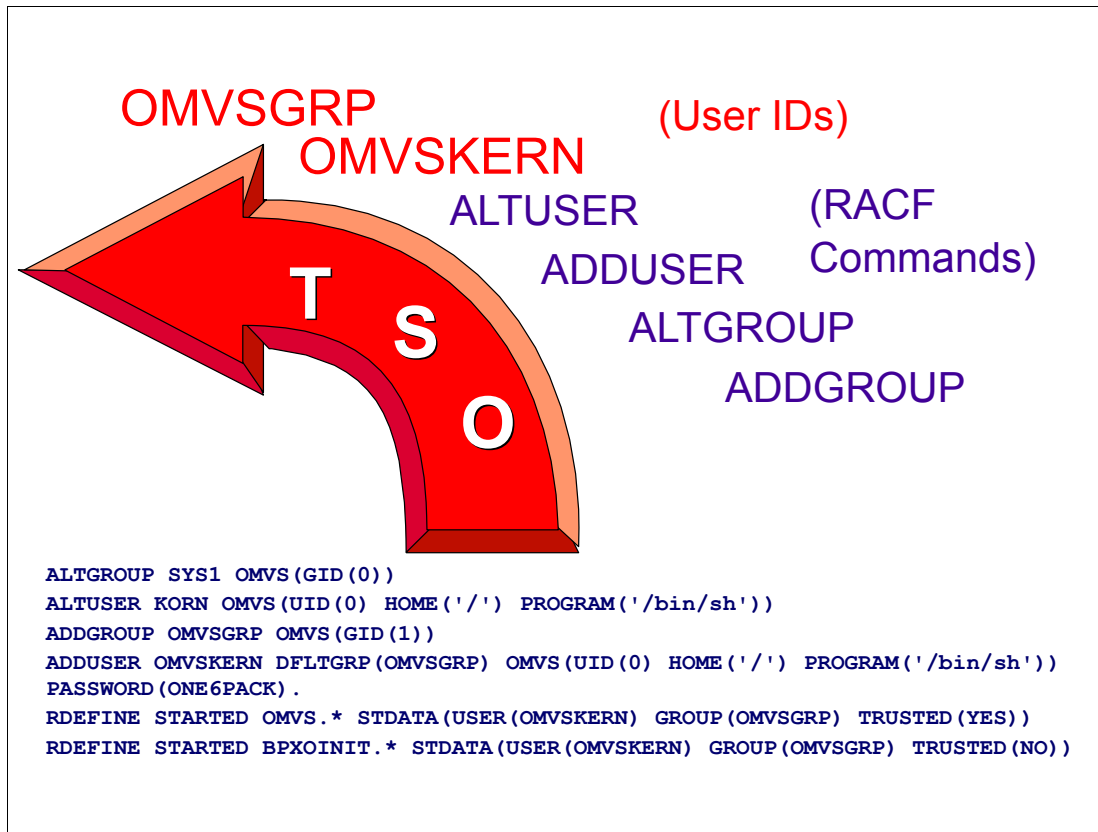 OMVSGRP
(User IDs)
OMVSKERN
ALTUSER
(RACF
Commands)
ADDUSER
ALTGROUP
ADDGROUP
T
S
O
ALTGROUP SYS1 OMVS(GID(0))
ALTUSER KORN OMVS(UID(0) HOME('/') PROGRAM('/bin/sh'))
ADDGROUP OMVSGRP OMVS(GID(1))
ADDUSER OMVSKERN DFLTGRP(OMVSGRP) OMVS(UID(0) HOME('/') PROGRAM('/bin/sh'))
PASSWORD(ONE6PACK).
RDEFINE STARTED OMVS.* STDATA(USER(OMVSKERN) GROUP(OMVSGRP) TRUSTED(YES))
RDEFINE STARTED BPXOINIT.* STDATA(USER(OMVSKERN) GROUP(OMVSGRP) TRUSTED(NO))